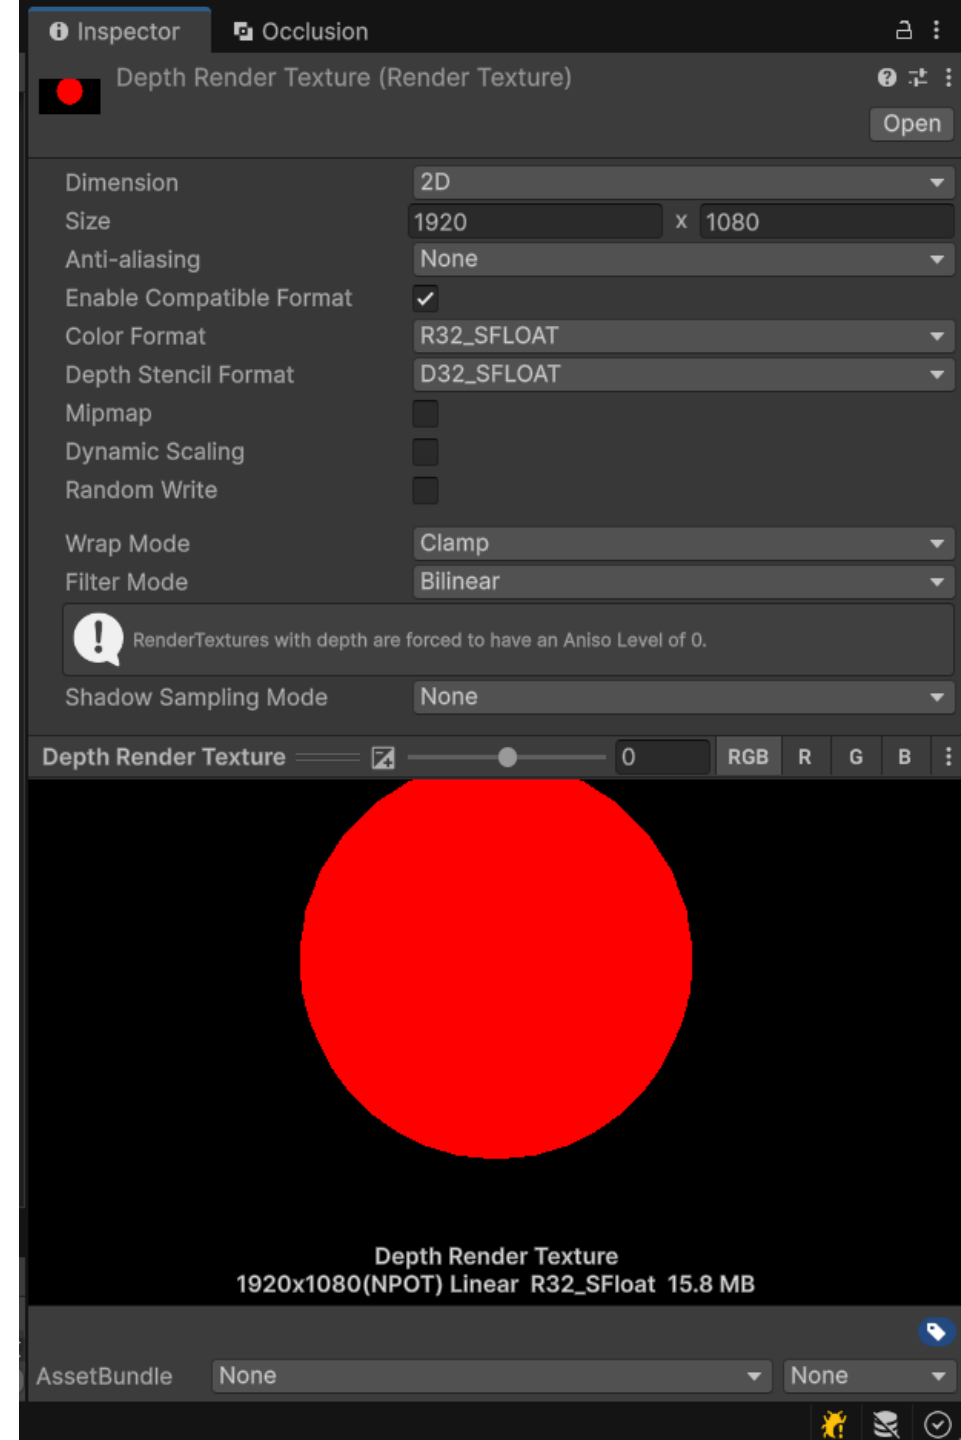 Inspector Occlusion
Depth Render Texture (Render Texture)
Open
Dimension 2D
Size 1920 x 1080
Anti-aliasing None
Enable Compatible Format
Color Format R32_SFLOAT
Depth Stencil Format D32_SFLOAT
Mipmap
Dynamic Scaling
Random Write
Wrap Mode Clamp
Filter Mode Bilinear
RenderTextures with depth are forced to have an Aniso Level of 0.
Shadow Sampling Mode None
Depth Render Texture 0 RGB R G B
Depth Render Texture
1920x1080(NPOT) Linear R32_SFloat 15.8 MB
AssetBundle None None